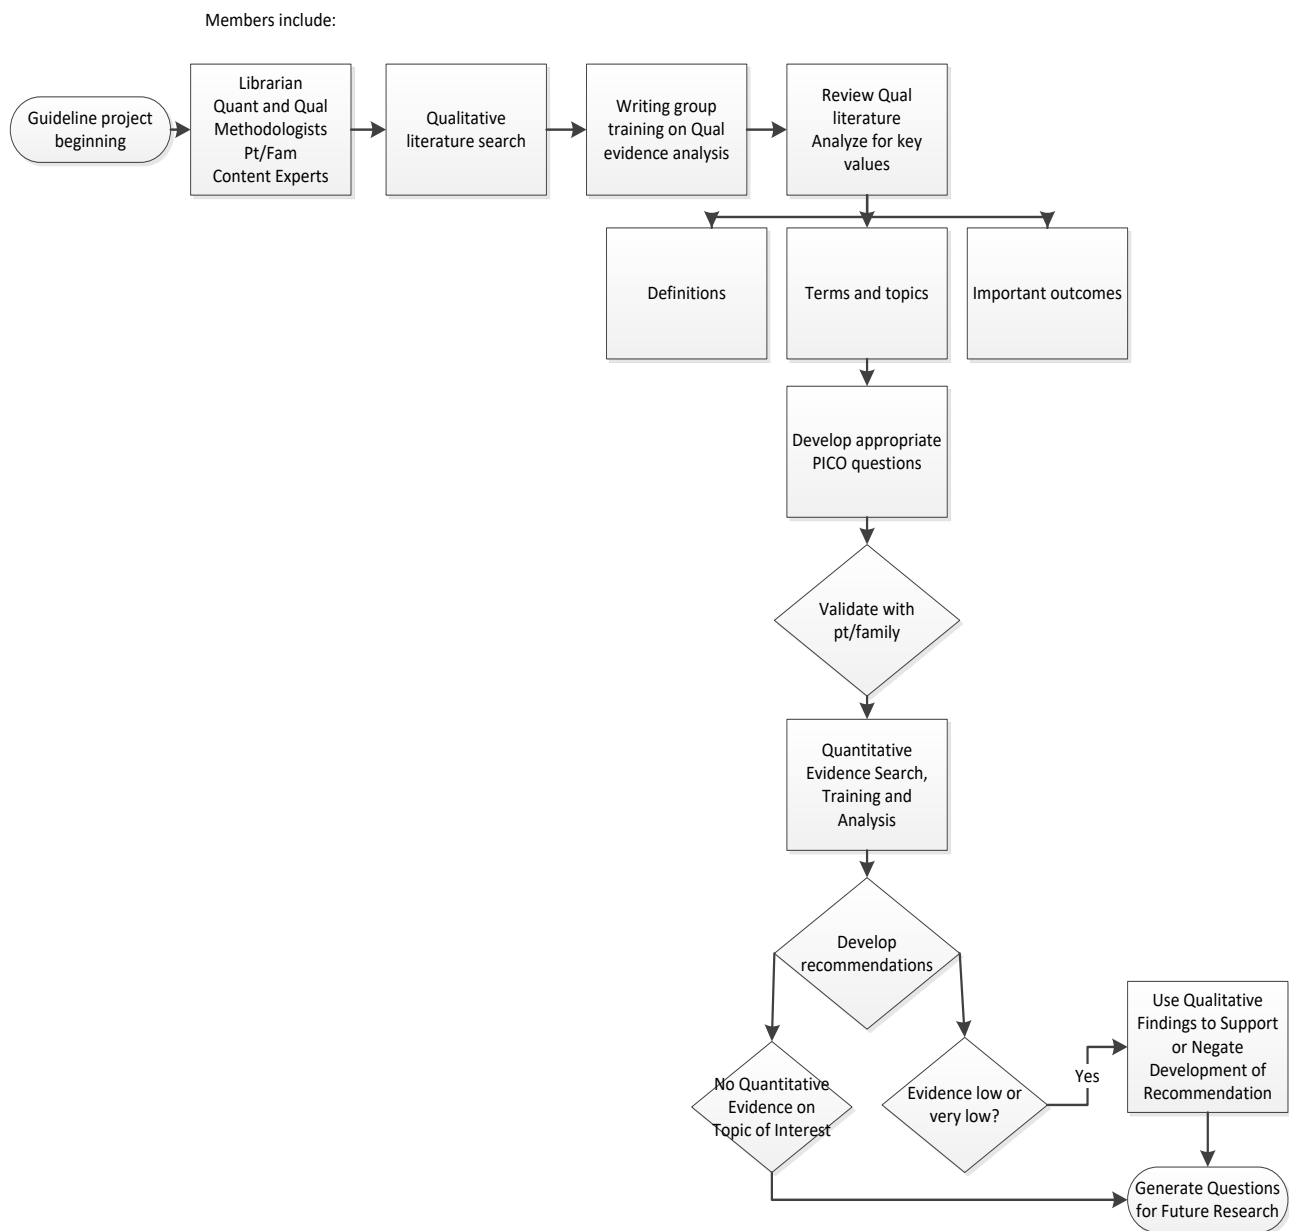 Members include:
Guideline project
beginning
Librarian
Quant and Qual
Methodologists
Pt/Fam
Content Experts
Qualitative
literature search
Writing group
training on Qual
evidence analysis
Review Qual
literature
Analyze for key
values
Definitions
Terms and topics
Important outcomes
Develop appropriate
PICO questions
Validate with
pt/family
Quantitative
Evidence Search,
Training and
Analysis
Develop
recommendations
No Quantitative
Evidence on
Topic of Interest
Evidence low or
very low?
Yes
Use Qualitative
Findings to Support
or Negate
Development of
Recommendation
Generate Questions
for Future Research